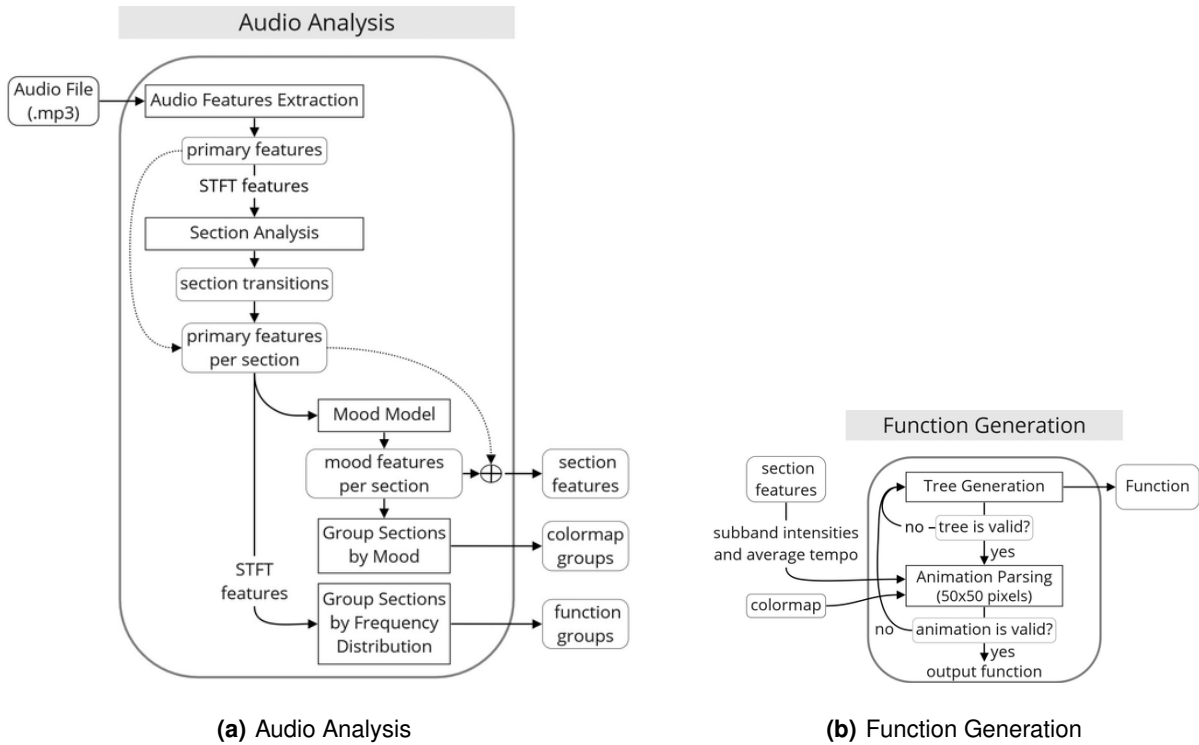 Audio Analysis
Audio File
(.mp3)
Audio Features Extraction
primary features
STFT features
Section Analysis
section transitions
primary features
per section
Mood Model
mood features
per section
section
features
Group Sections
by Mood
colormap
groups
STFT
features
Group Sections
by Frequency
Distribution
function
groups
(a) Audio Analysis
Function Generation
section
features
Tree Generation
Function
no
tree is valid?
subband intensities
and average tempo
yes
Animation Parsing
(50x50 pixels)
colormap
no
animation is valid?
yes
output function
(b) Function Generation